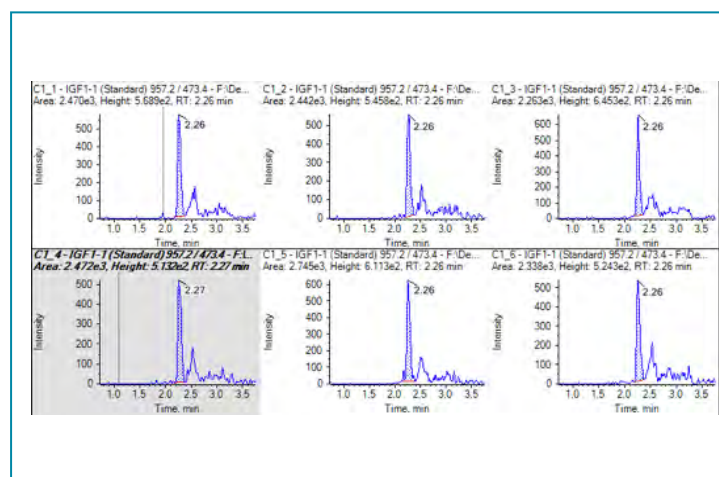 C1_1 - IGF1-1 (Standard) 957.2 / 473.4 - F:\De...
Area: 2.470e3, Height: 5.689e2, RT: 2.26 min
2.26
500
400
300
200
100
0
Intensity
1.0 1.5 2.0 2.5 3.0 3.5
Time, min
C1_2 - IGF1-1 (Standard) 957.2 / 473.4 - F:\De...
Area: 2.442e3, Height: 5.458e2, RT: 2.26 min
2.26
500
400
300
200
100
0
Intensity
1.0 1.5 2.0 2.5 3.0 3.5
Time, min
C1_3 - IGF1-1 (Standard) 957.2 / 473.4 - F:\De...
Area: 2.263e3, Height: 6.453e2, RT: 2.26 min
2.26
600
500
400
300
200
100
0
Intensity
1.0 1.5 2.0 2.5 3.0 3.5
Time, min
C1_4 - IGF1-1 (Standard) 957.2 / 473.4 - F:\...
Area: 2.472e3, Height: 5.132e2, RT: 2.27 min
2.27
500
400
300
200
100
0
Intensity
1.0 1.5 2.0 2.5 3.0 3.5
Time, min
C1_5 - IGF1-1 (Standard) 957.2 / 473.4 - F:\De...
Area: 2.745e3, Height: 6.113e2, RT: 2.26 min
2.26
600
500
400
300
200
100
0
Intensity
1.0 1.5 2.0 2.5 3.0 3.5
Time, min
C1_6 - IGF1-1 (Standard) 957.2 / 473.4 - F:\De...
Area: 2.338e3, Height: 5.243e2, RT: 2.26 min
2.26
500
400
300
200
100
0
Intensity
1.0 1.5 2.0 2.5 3.0 3.5
Time, min